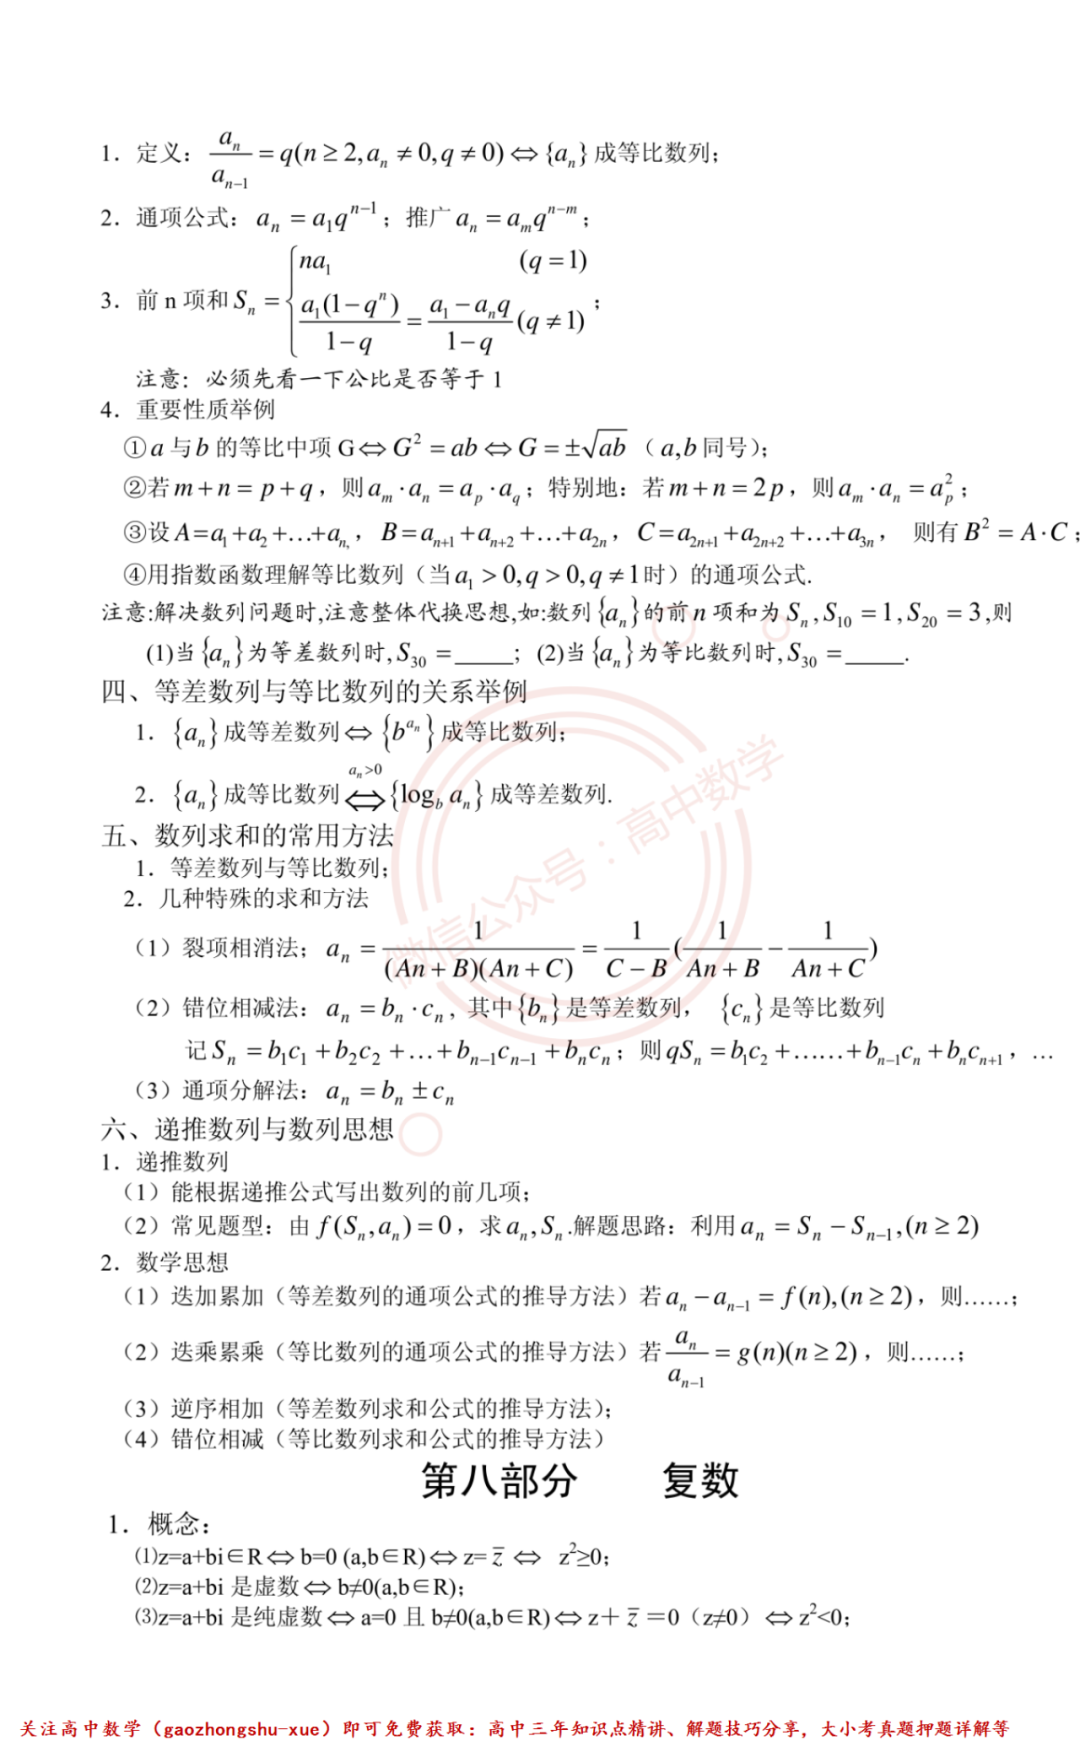 1．定义：$\frac{a_n}{a_{n-1}}=q(n\geq 2,a_n\neq 0,q\neq 0)\Leftrightarrow\{a_n\}$成等比数列；
2．通项公式：$a_n=a_1q^{n-1}$；推广$a_n=a_mq^{n-m}$；
3．前n项和$S_n=\begin{cases}na_1 & (q=1)\\ \frac{a_1(1-q^n)}{1-q}=\frac{a_1-a_nq}{1-q}(q\neq 1)\end{cases}$；
注意：必须先看一下公比是否等于1
4．重要性质举例
①$a$与$b$的等比中项G$\Leftrightarrow G^2=ab\Leftrightarrow G=\pm\sqrt{ab}$（$a,b$同号）；
②若$m+n=p+q$，则$a_m\cdot a_n=a_p\cdot a_q$；特别地：若$m+n=2p$，则$a_m\cdot a_n=a_p^2$；
③设$A=a_1+a_2+…+a_{n,}$，$B=a_{n+1}+a_{n+2}+…+a_{2n}$，$C=a_{2n+1}+a_{2n+2}+…+a_{3n}$，则有$B^2=A\cdot C$；
④用指数函数理解等比数列（当$a_1>0,q>0,q\neq 1$时）的通项公式.
注意:解决数列问题时,注意整体代换思想,如:数列$\{a_n\}$的前$n$项和为$S_n,S_{10}=1,S_{20}=3$,则
(1)当$\{a_n\}$为等差数列时,$S_{30}=$_____；(2)当$\{a_n\}$为等比数列时,$S_{30}=$_____.
四、等差数列与等比数列的关系举例
1．$\{a_n\}$成等差数列$\Leftrightarrow\{b^{a_n}\}$成等比数列；
2．$\{a_n\}$成等比数列$\overset{a_n>0}{\Leftrightarrow}\{\log_b a_n\}$成等差数列.
五、数列求和的常用方法
1．等差数列与等比数列；
2．几种特殊的求和方法
（1）裂项相消法；$a_n=\frac{1}{(An+B)(An+C)}=\frac{1}{C-B}(\frac{1}{An+B}-\frac{1}{An+C})$
（2）错位相减法：$a_n=b_n\cdot c_n$, 其中$\{b_n\}$是等差数列，$\{c_n\}$是等比数列
记$S_n=b_1c_1+b_2c_2+…+b_{n-1}c_{n-1}+b_nc_n$；则$qS_n=b_1c_2+……+b_{n-1}c_n+b_nc_{n+1}$，…
（3）通项分解法：$a_n=b_n\pm c_n$
六、递推数列与数列思想
1．递推数列
（1）能根据递推公式写出数列的前几项；
（2）常见题型：由$f(S_n,a_n)=0$，求$a_n,S_n$.解题思路：利用$a_n=S_n-S_{n-1},(n\geq 2)$
2．数学思想
（1）迭加累加（等差数列的通项公式的推导方法）若$a_n-a_{n-1}=f(n),(n\geq 2)$，则……；
（2）迭乘累乘（等比数列的通项公式的推导方法）若$\frac{a_n}{a_{n-1}}=g(n)(n\geq 2)$，则……；
（3）逆序相加（等差数列求和公式的推导方法）；
（4）错位相减（等比数列求和公式的推导方法）
第八部分 复数
1．概念：
⑴z=a+bi∈R⇔b=0 (a,b∈R)⇔z=$\bar{z}$⇔ z²≥0；
⑵z=a+bi 是虚数⇔b≠0(a,b∈R)；
⑶z=a+bi 是纯虚数⇔a=0 且 b≠0(a,b∈R)⇔z＋$\bar{z}$＝0（z≠0）⇔z²<0；
微信公众号：高中数学
关注高中数学（gaozhongshu-xue）即可免费获取：高中三年知识点精讲、解题技巧分享，大小考真题押题详解等